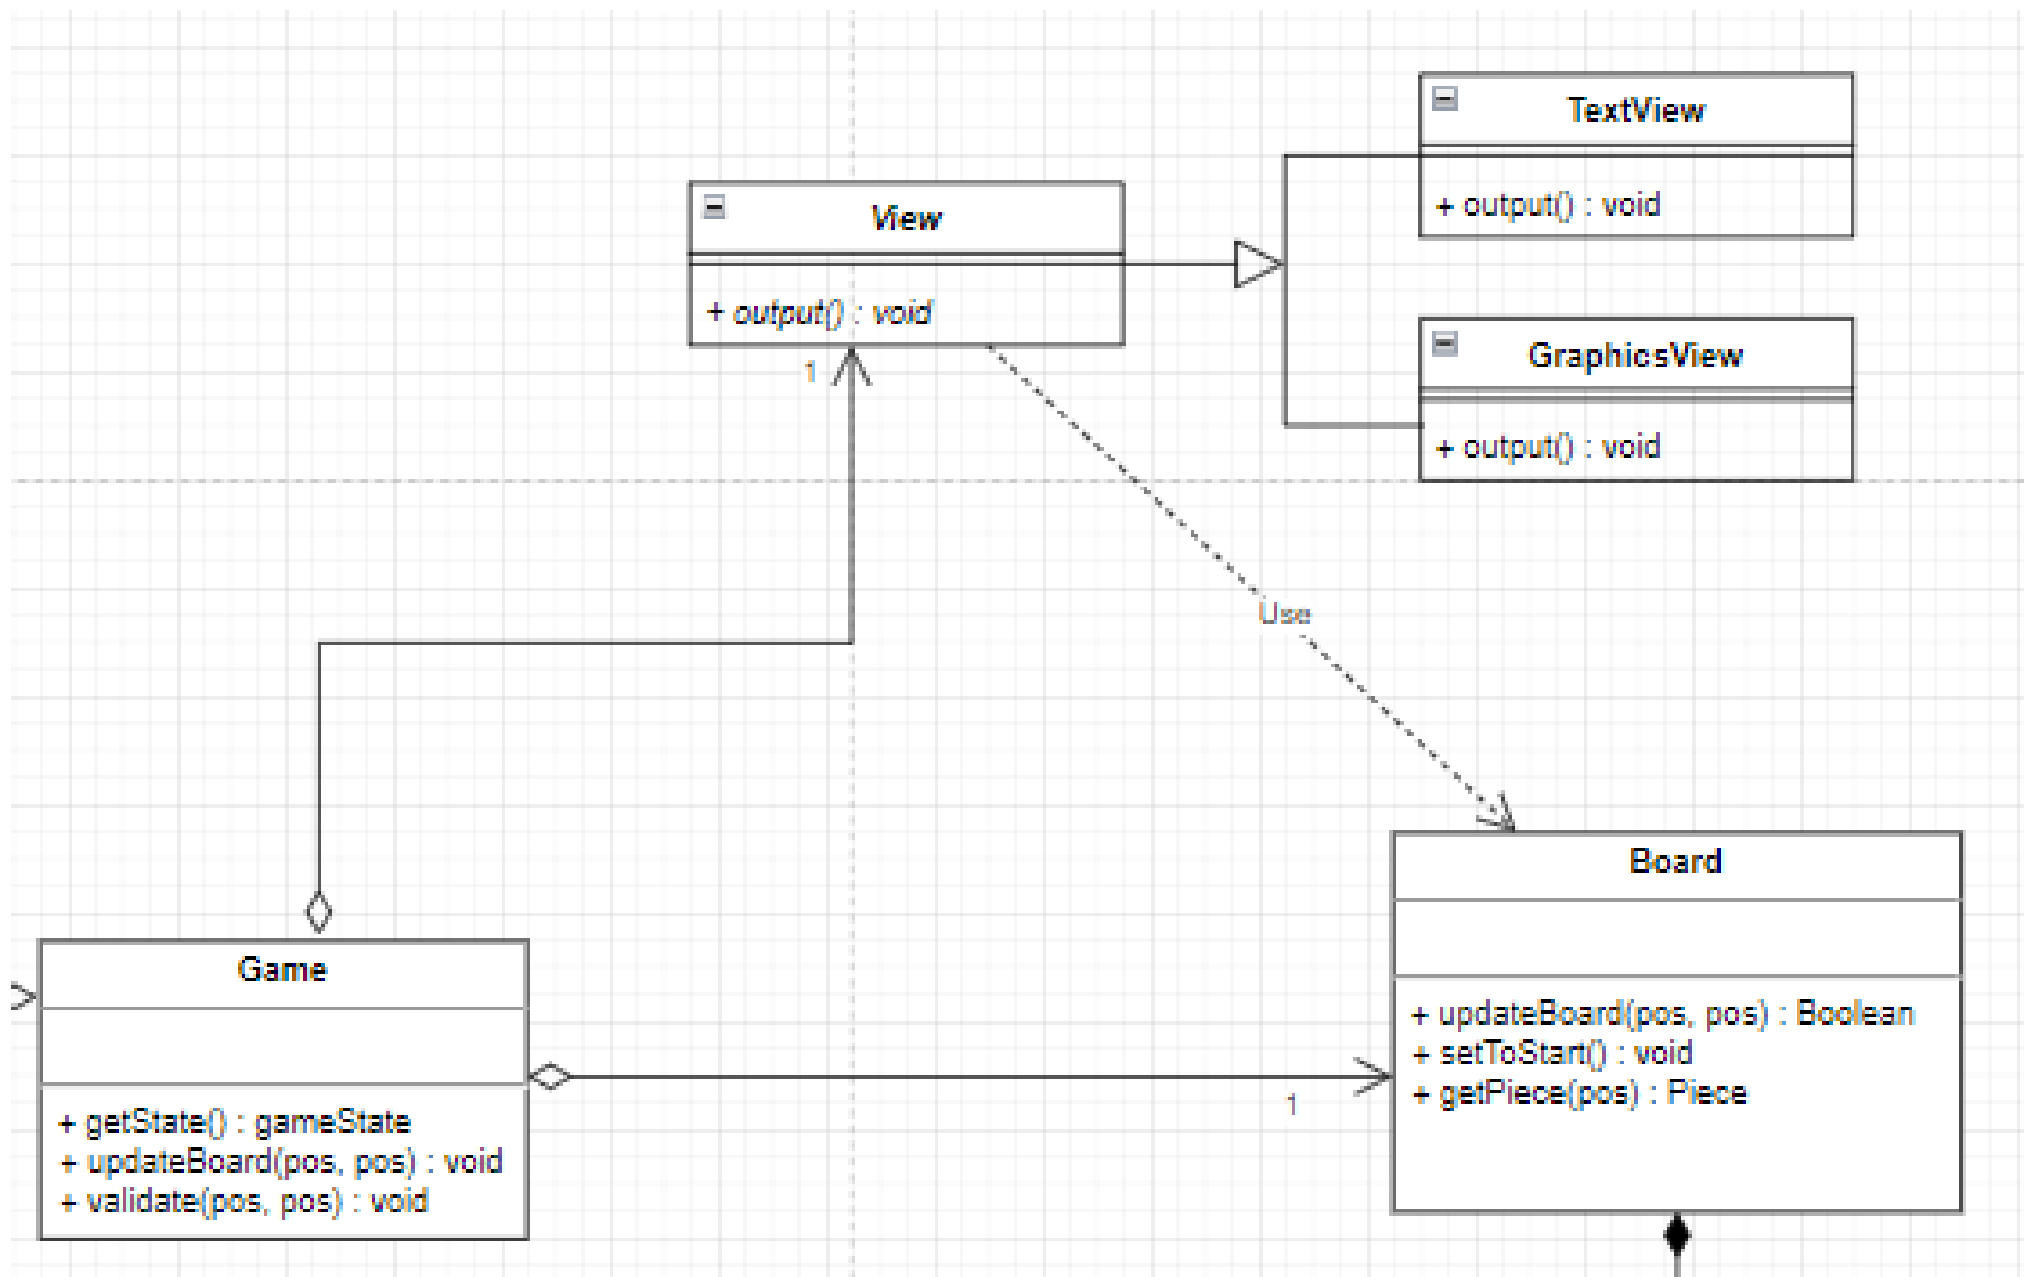 TextView
+ output() : void
View
+ output() : void
1
GraphicsView
+ output() : void
Use
Board
+ updateBoard(pos, pos) : Boolean
+ setToStart() : void
+ getPiece(pos) : Piece
Game
+ getState() : gameState
+ updateBoard(pos, pos) : void
+ validate(pos, pos) : void
1